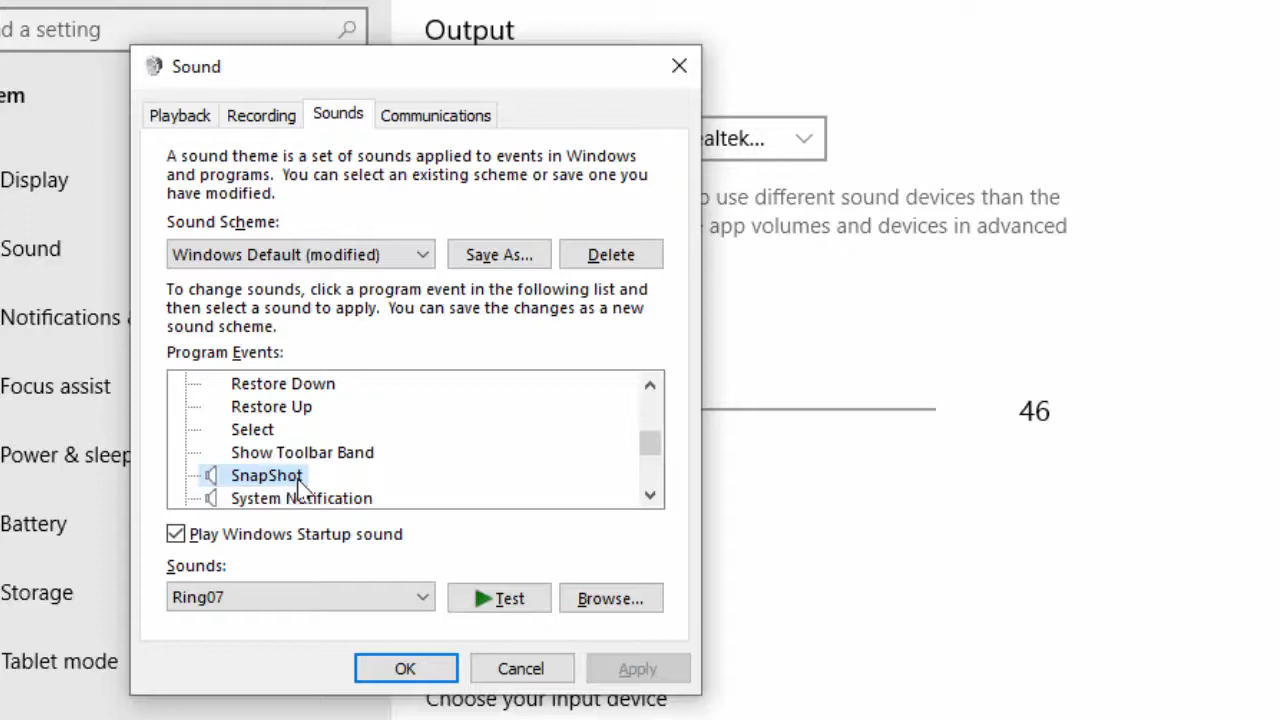 d a setting
Output
Sound
em
Playback
Recording
Sounds
Communications
A sound theme is a set of sounds applied to events in Windows
and programs. You can select an existing scheme or save one you
have modified.
Sound Scheme:
Windows Default (modified)
Save As...
Delete
To change sounds, click a program event in the following list and
then select a sound to apply. You can save the changes as a new
sound scheme.
Program Events:
Restore Down
Restore Up
Select
Show Toolbar Band
SnapShot
System Notification
Play Windows Startup sound
Sounds:
Ring07
Test
Browse...
OK
Cancel
Apply
Display
Sound
Notifications &
Focus assist
Power & sleep
Battery
Storage
Tablet mode
ealtek...
o use different sound devices than the
app volumes and devices in advanced
46
Choose your input device